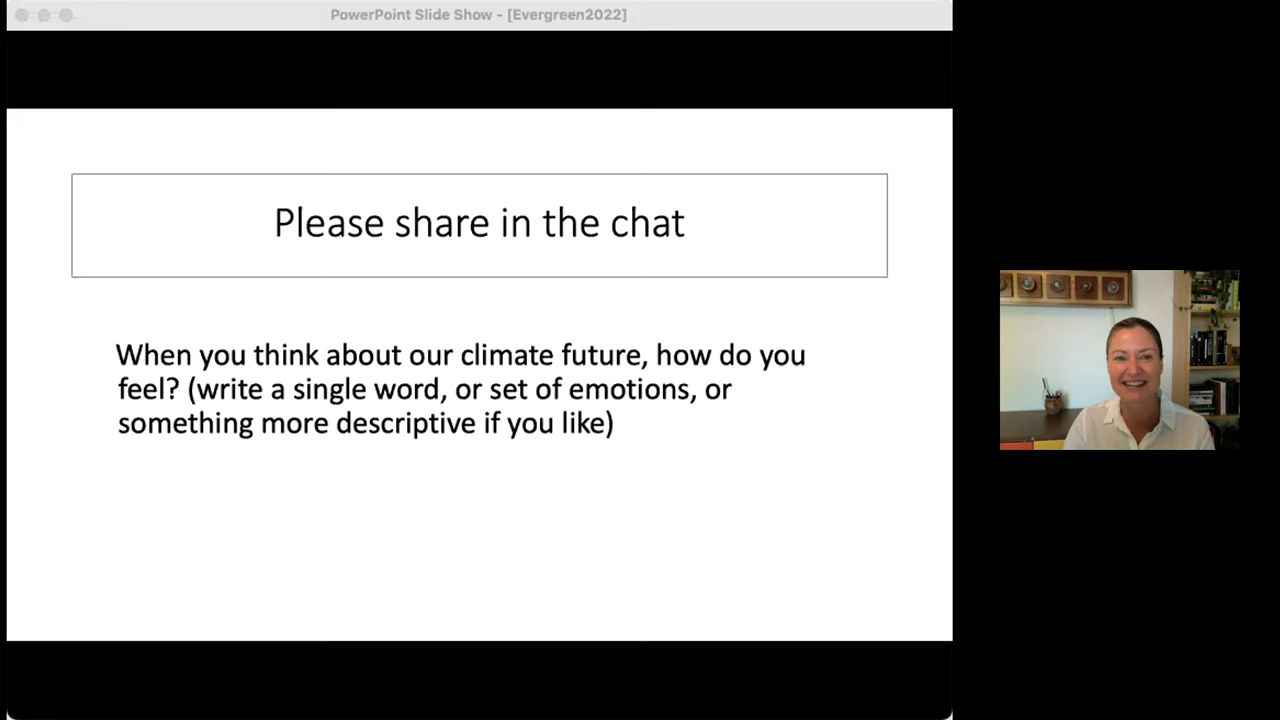 PowerPoint Slide Show - [Evergreen2022]
Please share in the chat
When you think about our climate future, how do you
feel? (write a single word, or set of emotions, or
something more descriptive if you like)